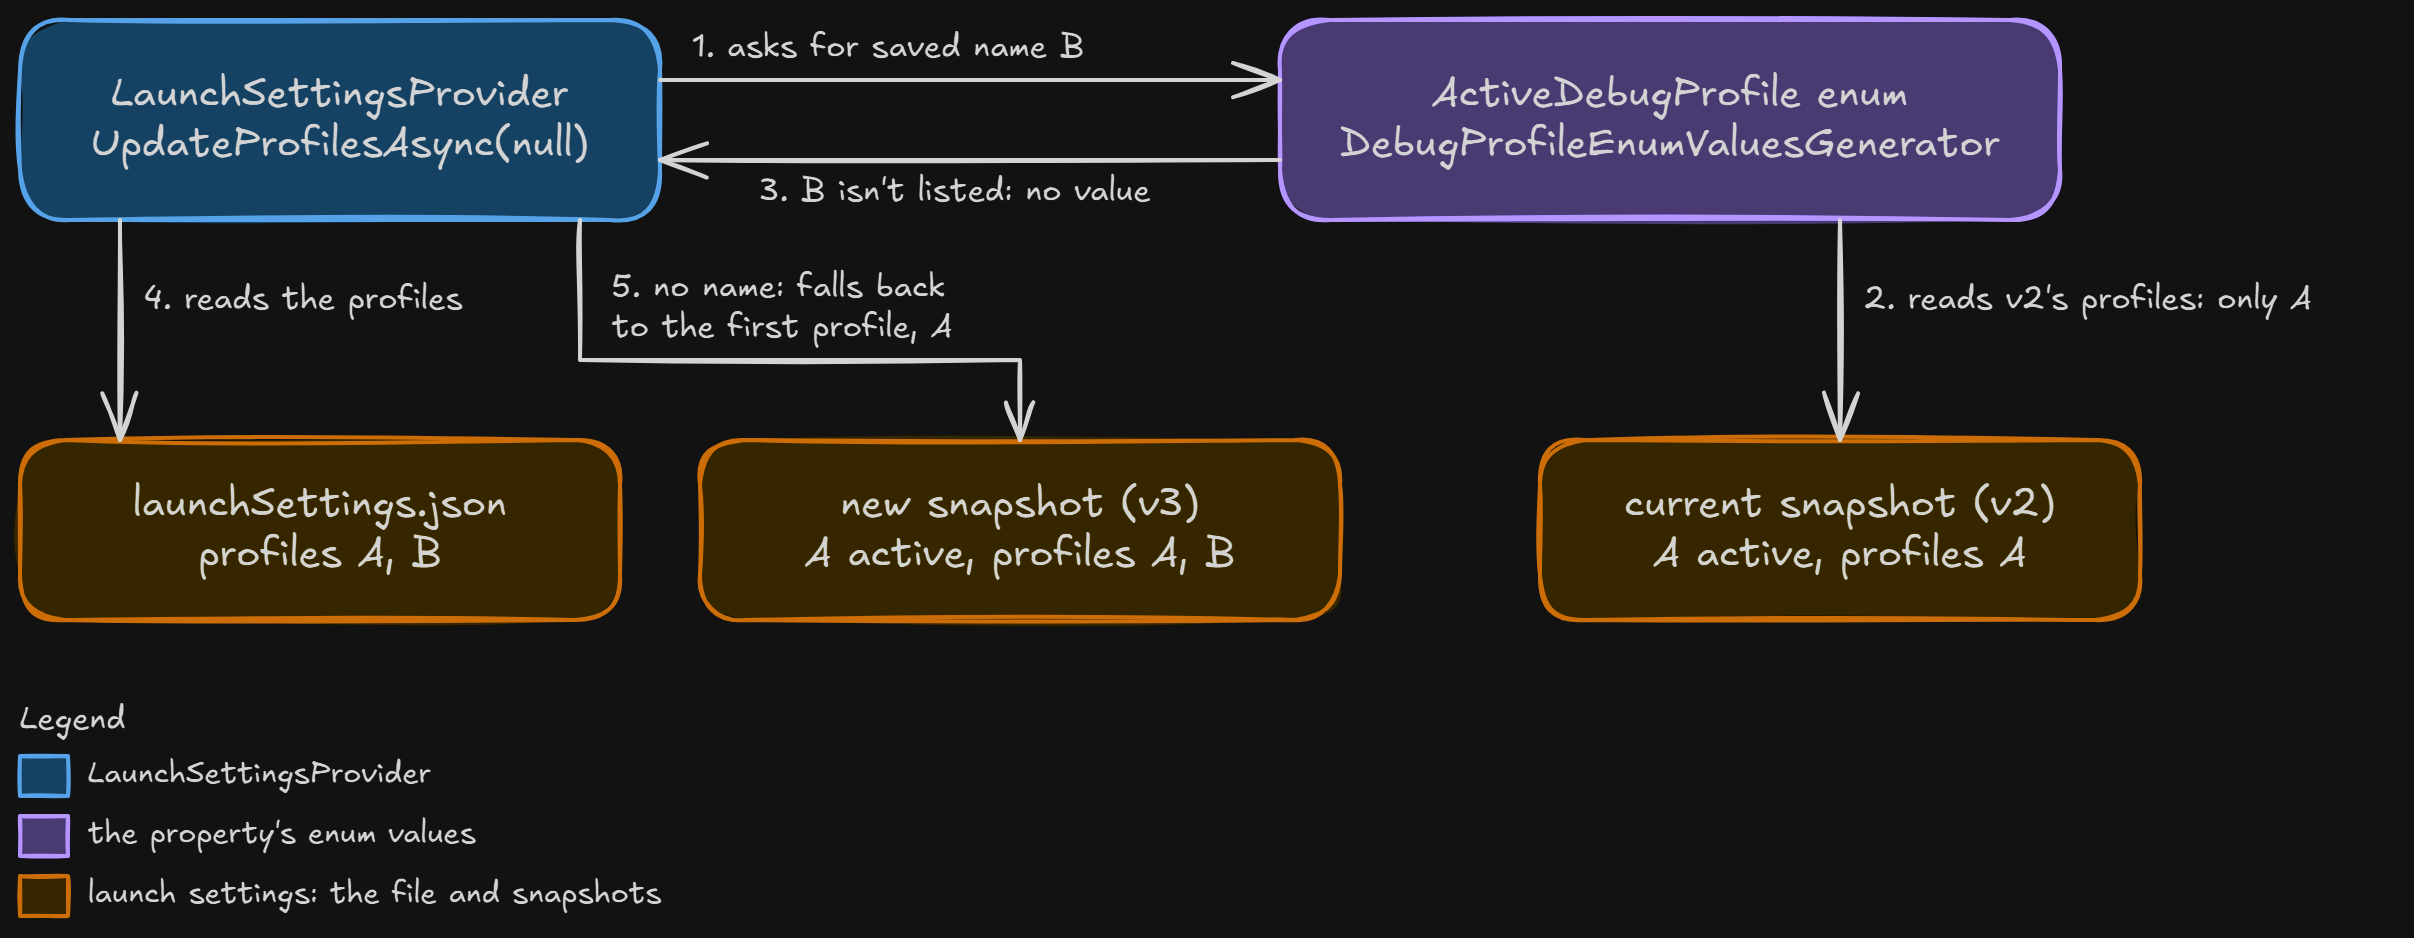 LaunchSettingsProvider
UpdateProfilesAsync(null)
1. asks for saved name B
ActiveDebugProfile enum
DebugProfileEnumValuesGenerator
3. B isn't listed: no value
4. reads the profiles
5. no name: falls back
to the first profile, A
2. reads v2's profiles: only A
launchSettings.json
profiles A, B
new snapshot (v3)
A active, profiles A, B
current snapshot (v2)
A active, profiles A
Legend
LaunchSettingsProvider
the property's enum values
launch settings: the file and snapshots